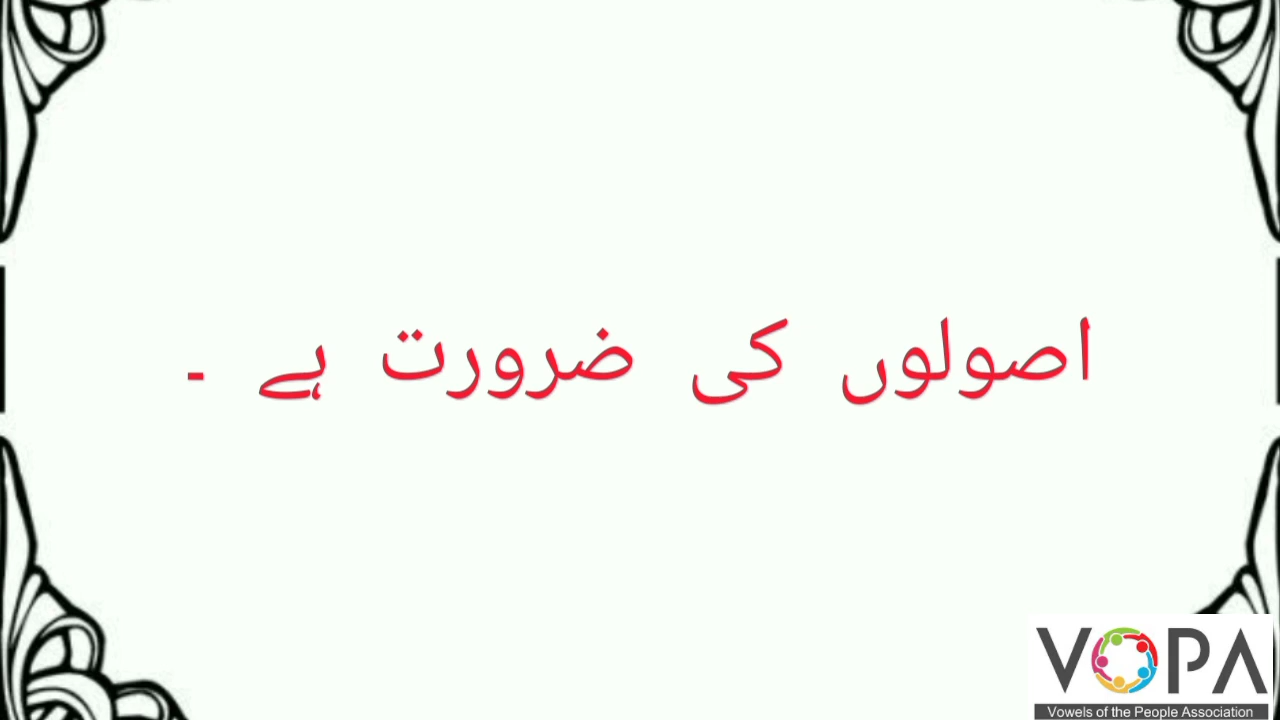 اصولوں کی ضرورت ہے ۔
VOPA
Vowels of the People Association